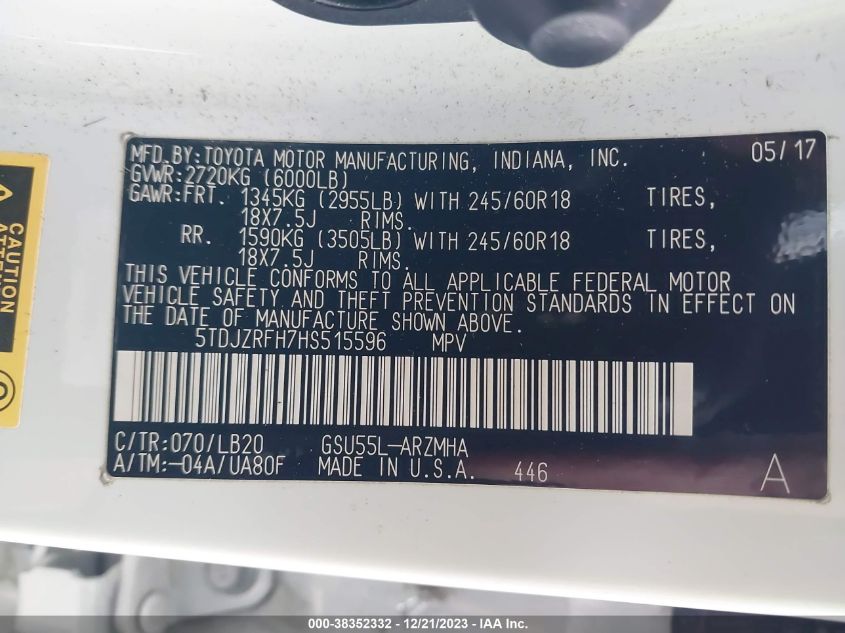 MFD.BY:TOYOTA MOTOR MANUFACTURING, INDIANA, INC. 05/17
GVWR:2720KG (6000LB)
GAWR:FRT. 1345KG (2955LB) WITH 245/60R18 TIRES,
18X7.5J RIMS.
RR. 1590KG (3505LB) WITH 245/60R18 TIRES,
18X7.5J RIMS.
THIS VEHICLE CONFORMS TO ALL APPLICABLE FEDERAL MOTOR
VEHICLE SAFETY AND THEFT PREVENTION STANDARDS IN EFFECT ON
THE DATE OF MANUFACTURE SHOWN ABOVE.
5TDJZRFH7HS515596 MPV
C/TR:070/LB20 GSU55L-ARZMHA
A/TM:-04A/UA80F MADE IN U.S.A. 446 A
CAUTION
ATTENTION
000-38352332 - 12/21/2023 - IAA Inc.